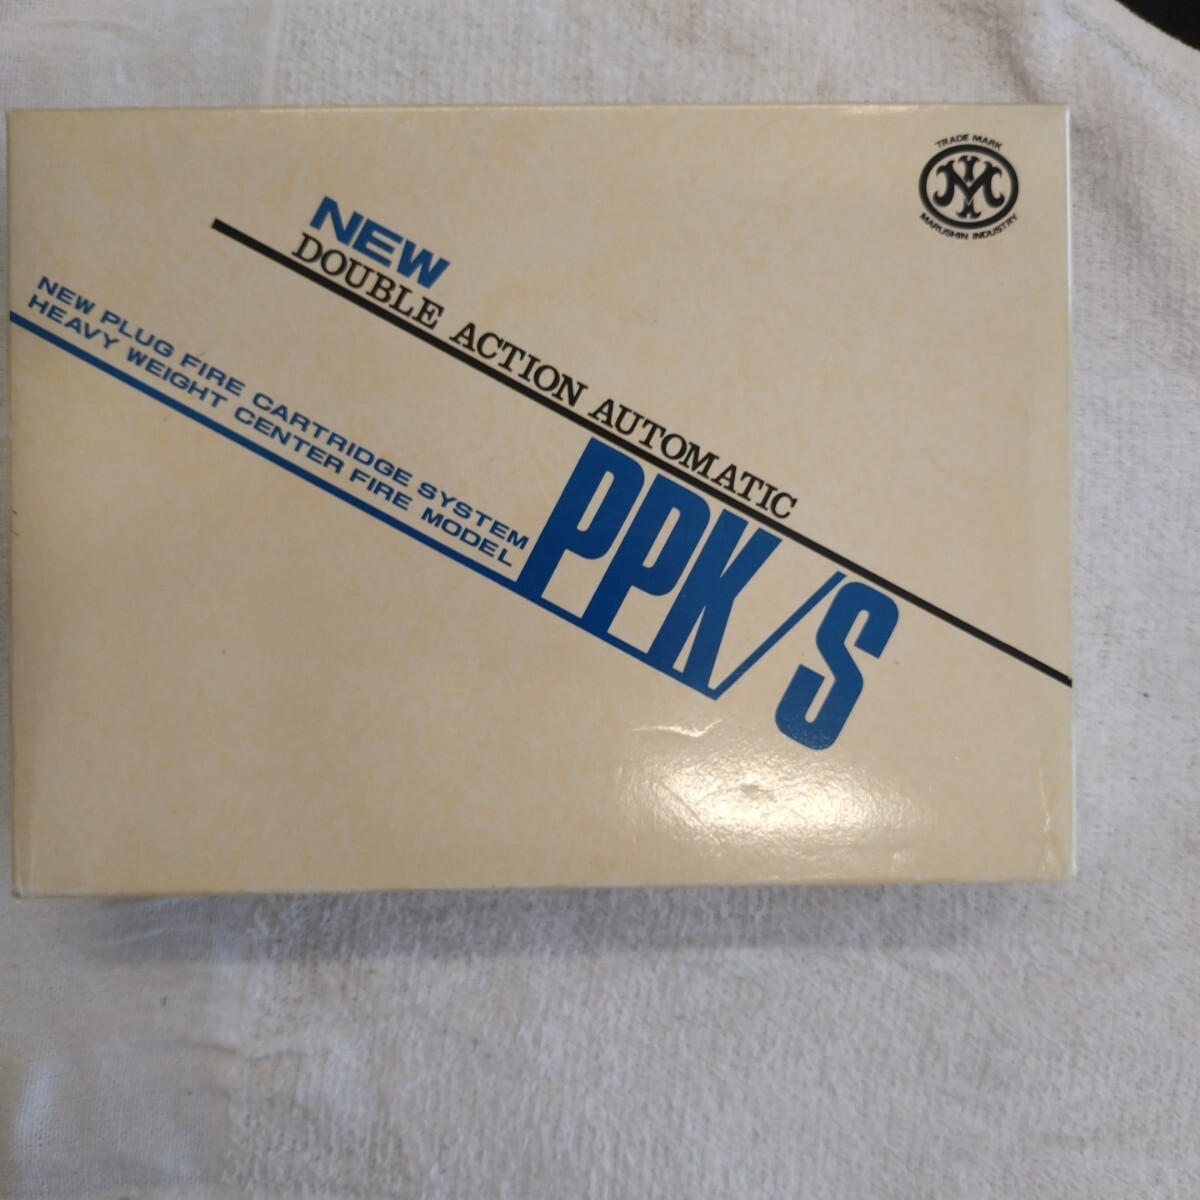 TRADE MARK
MARUSHIN INDUSTRY
NEW
DOUBLE ACTION AUTOMATIC
NEW PLUG FIRE CARTRIDGE SYSTEM
HEAVY WEIGHT CENTER FIRE MODEL
PPK/S